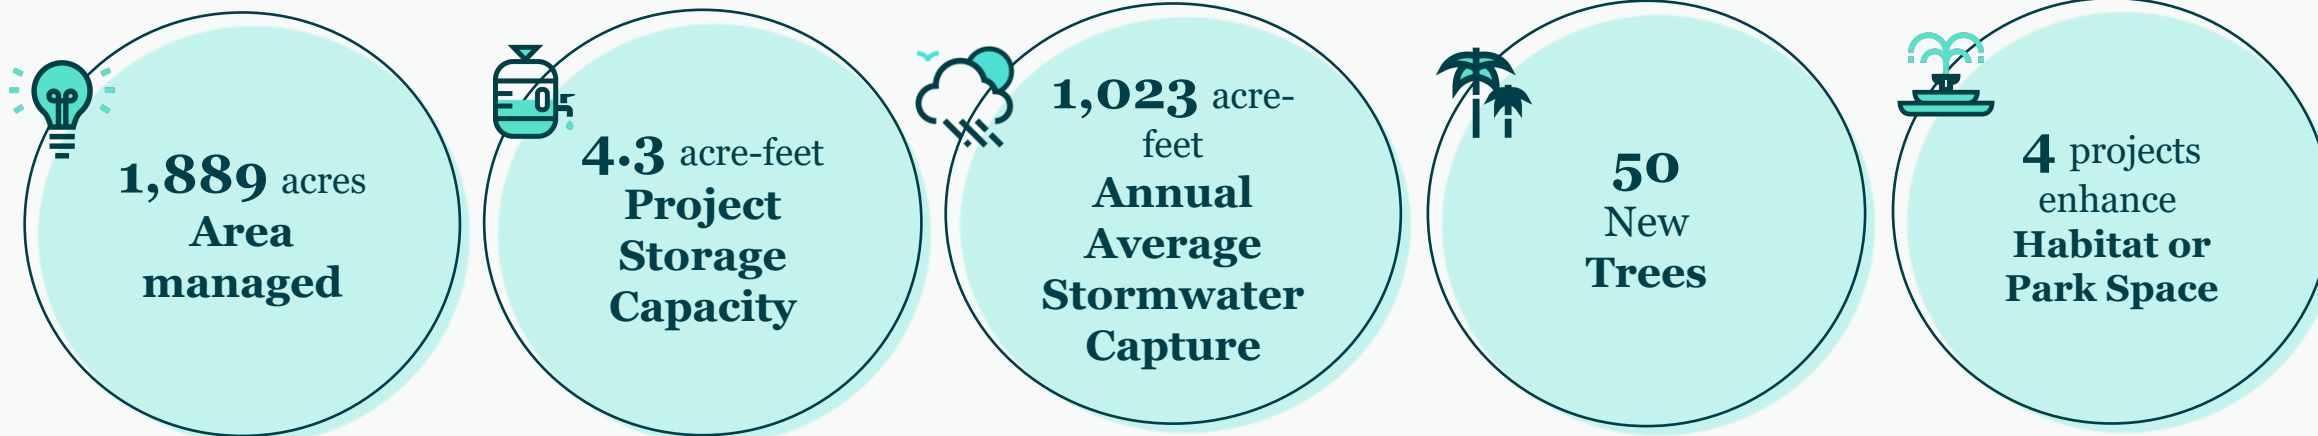 1,889 acres
Area
managed
4.3 acre-feet
Project
Storage
Capacity
1,023 acre-
feet
Annual
Average
Stormwater
Capture
50
New
Trees
4 projects
enhance
Habitat or
Park Space